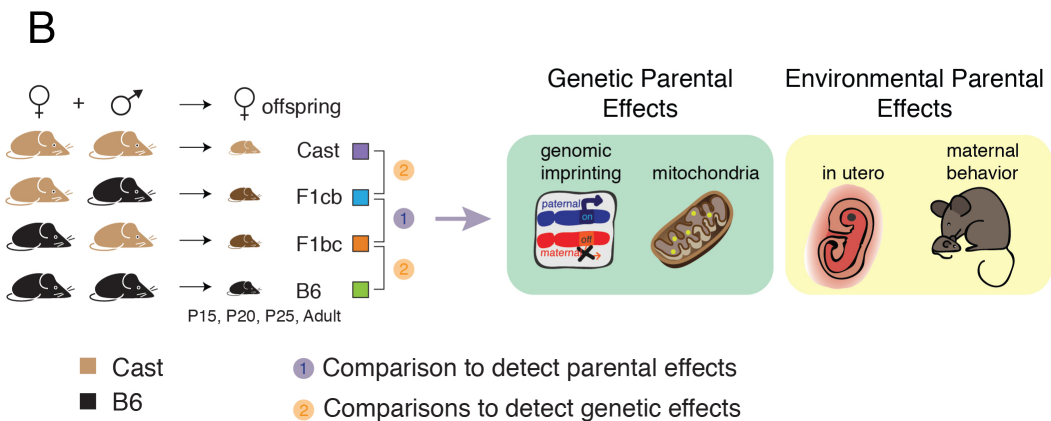 B
Genetic Parental
Effects
Environmental Parental
Effects
+
offspring
Cast
F1cb
F1bc
B6
2
1
2
P15, P20, P25, Adult
genomic
imprinting
paternal
on
off
maternal
mitochondria
in utero
maternal
behavior
Cast
B6
1 Comparison to detect parental effects
2 Comparisons to detect genetic effects